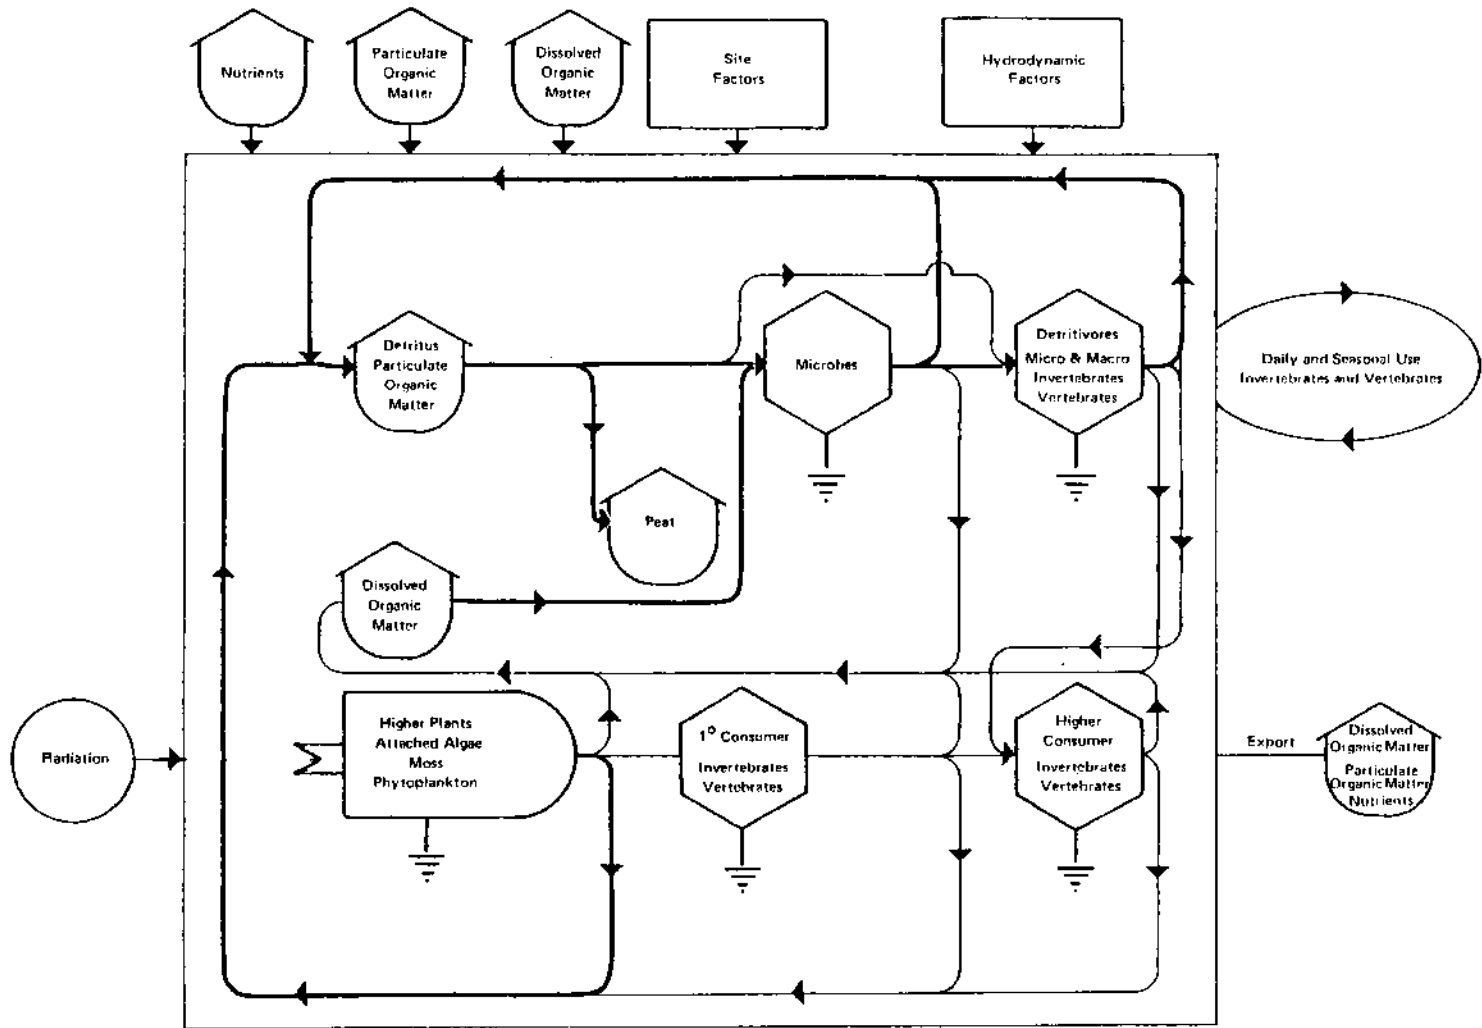 Nutrients
Particulate
Organic
Matter
Dissolved
Organic
Matter
Site
Factors
Hydrodynamic
Factors
Detritus
Particulate
Organic
Matter
Microbes
Detritivores
Micro & Macro
Invertebrates
Vertebrates
Daily and Seasonal Use
Invertebrates and Vertebrates
Peat
Dissolved
Organic
Matter
Radiation
Higher Plants
Attached Algae
Moss
Phytoplankton
1° Consumer
Invertebrates
Vertebrates
Higher
Consumer
Invertebrates
Vertebrates
Export
Dissolved
Organic Matter
Particulate
Organic Matter
Nutrients